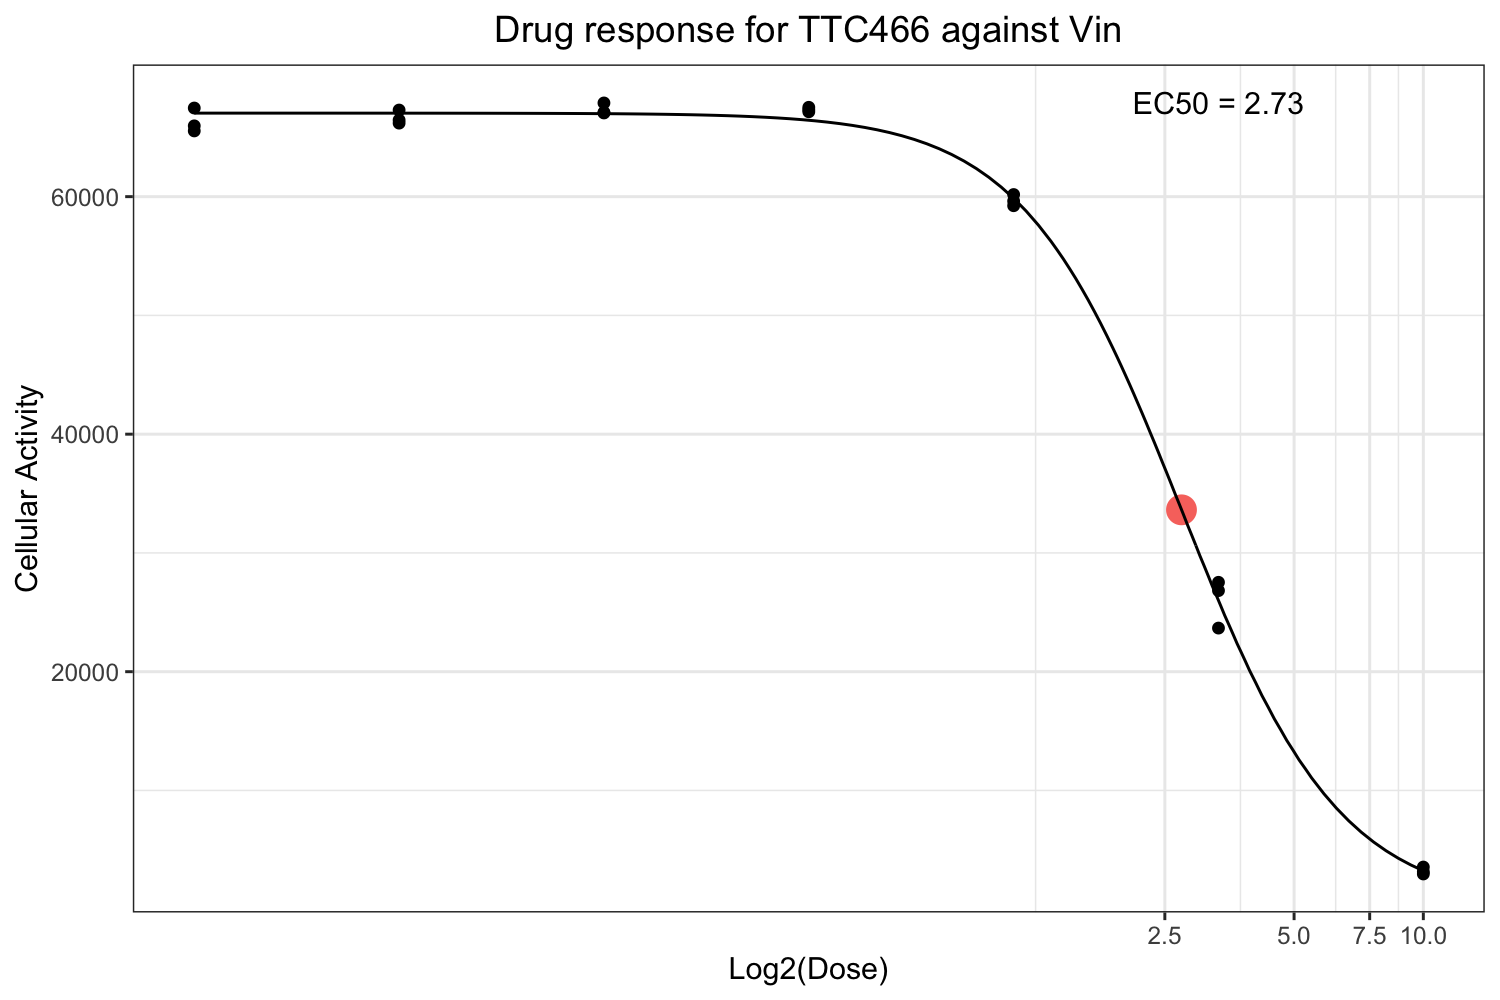 Drug response for TTC466 against Vin
EC50 = 2.73
60000
40000
20000
Cellular Activity
2.5 5.0 7.5 10.0
Log2(Dose)